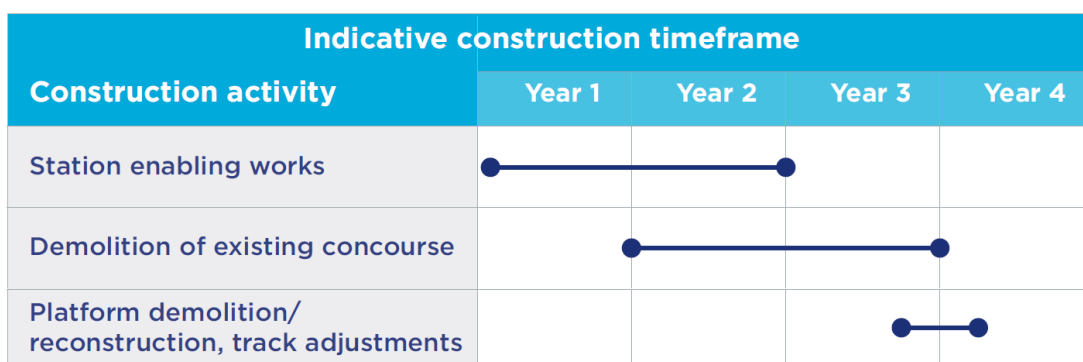 Indicative construction timeframe
Construction activity
Year 1
Year 2
Year 3
Year 4
Station enabling works
Demolition of existing concourse
Platform demolition/
reconstruction, track adjustments